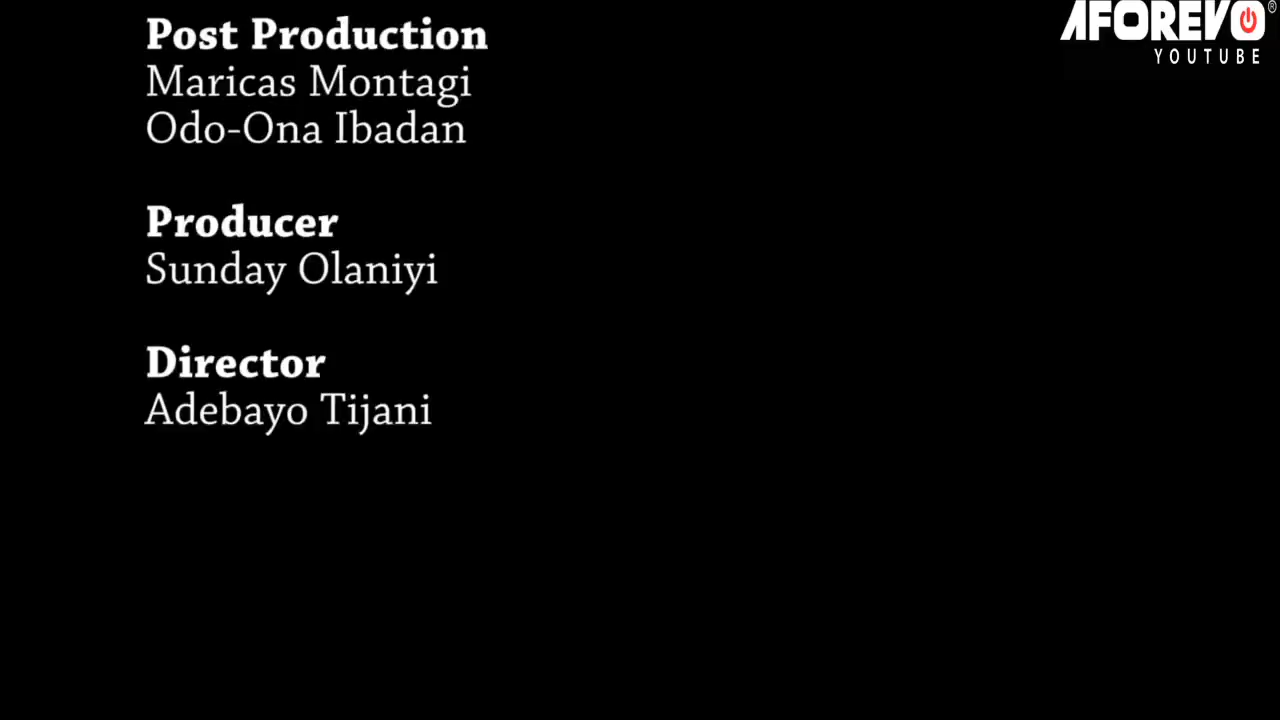 Post Production
Maricas Montagi
Odo-Ona Ibadan
Producer
Sunday Olaniyi
Director
Adebayo Tijani
AFOREVO®
YOUTUBE